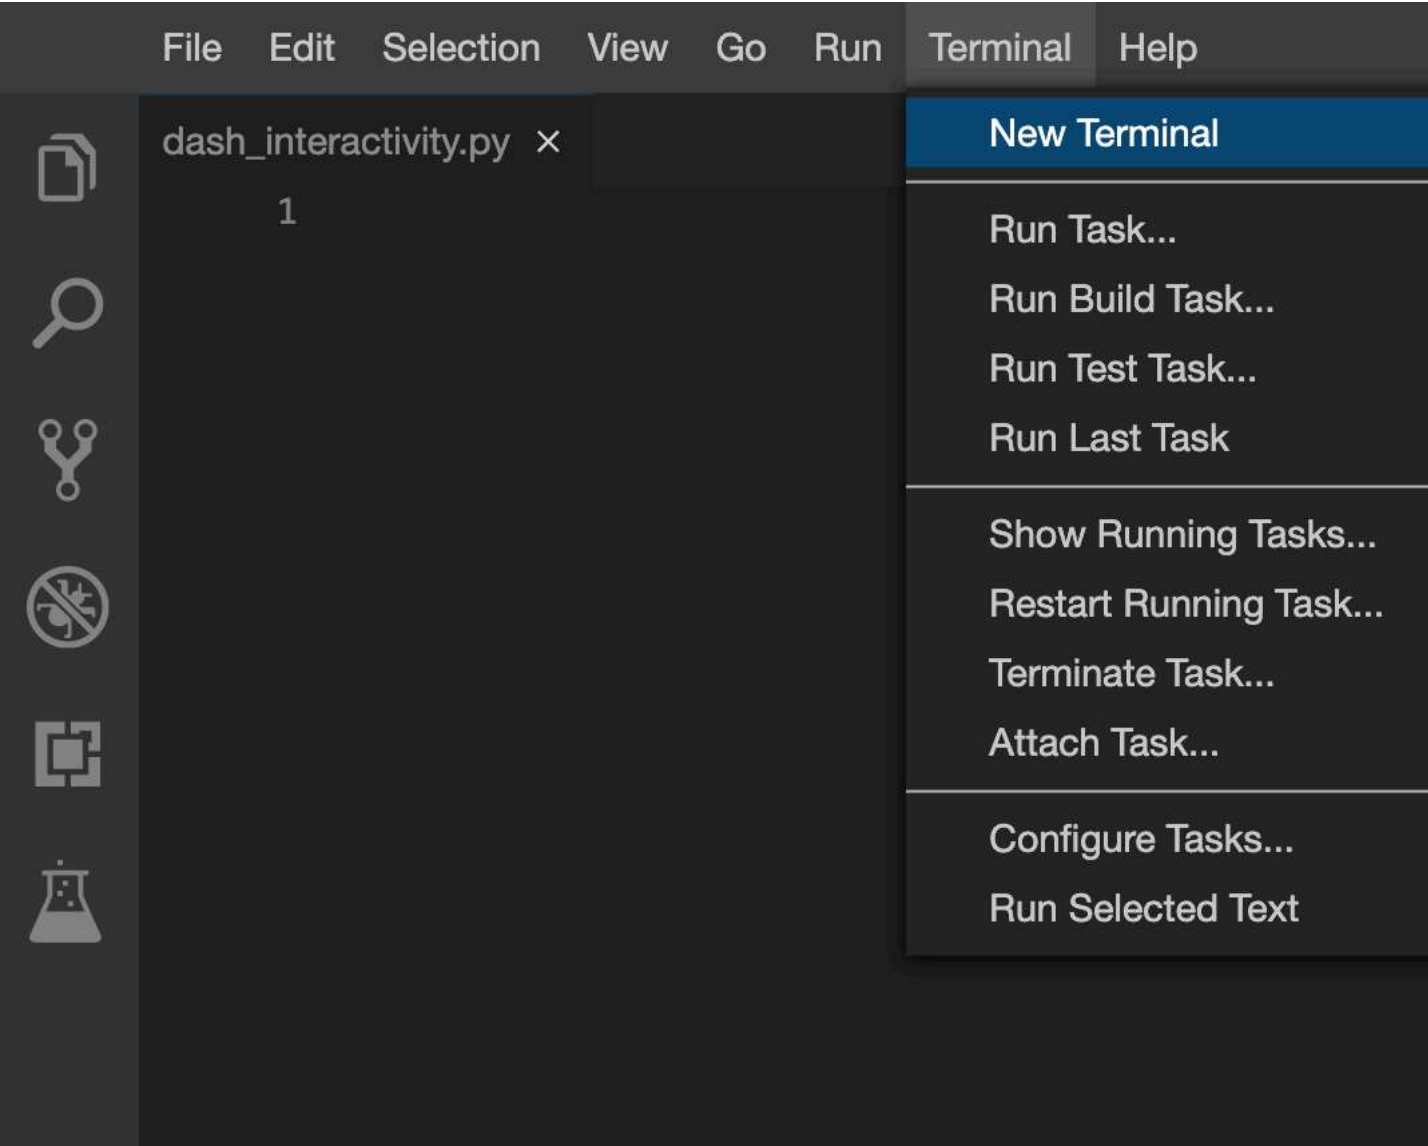 File Edit Selection View Go Run Terminal Help
dash_interactivity.py ×
1
New Terminal
Run Task...
Run Build Task...
Run Test Task...
Run Last Task
Show Running Tasks...
Restart Running Task...
Terminate Task...
Attach Task...
Configure Tasks...
Run Selected Text